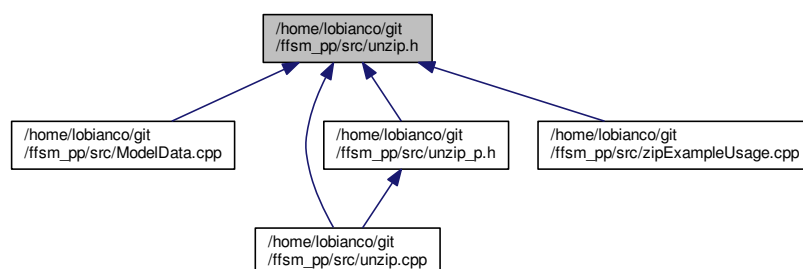 /home/lobianco/git
/ffsm_pp/src/unzip.h
/home/lobianco/git
/ffsm_pp/src/ModelData.cpp
/home/lobianco/git
/ffsm_pp/src/unzip_p.h
/home/lobianco/git
/ffsm_pp/src/zipExampleUsage.cpp
/home/lobianco/git
/ffsm_pp/src/unzip.cpp